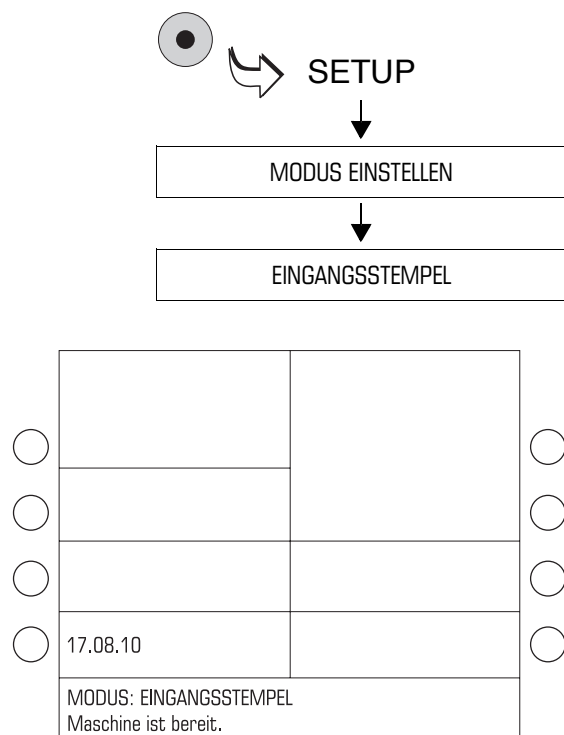 SETUP
MODUS EINSTELLEN
EINGANGSSTEMPEL
17.08.10
MODUS: EINGANGSSTEMPEL
Maschine ist bereit.